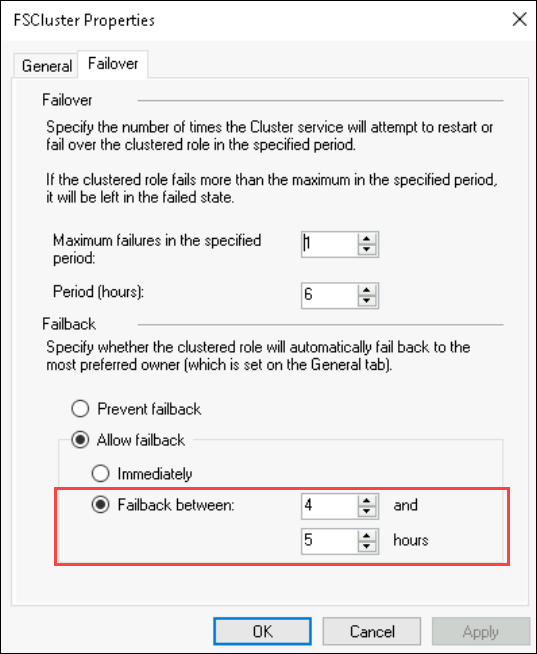 FSCluster Properties
General Failover
Failover
Specify the number of times the Cluster service will attempt to restart or
fail over the clustered role in the specified period.
If the clustered role fails more than the maximum in the specified period,
it will be left in the failed state.
Maximum failures in the specified
period:
1
Period (hours): 6
Failback
Specify whether the clustered role will automatically fail back to the
most preferred owner (which is set on the General tab).
Prevent failback
Allow failback
Immediately
Failback between: 4 and
5 hours
OK Cancel Apply